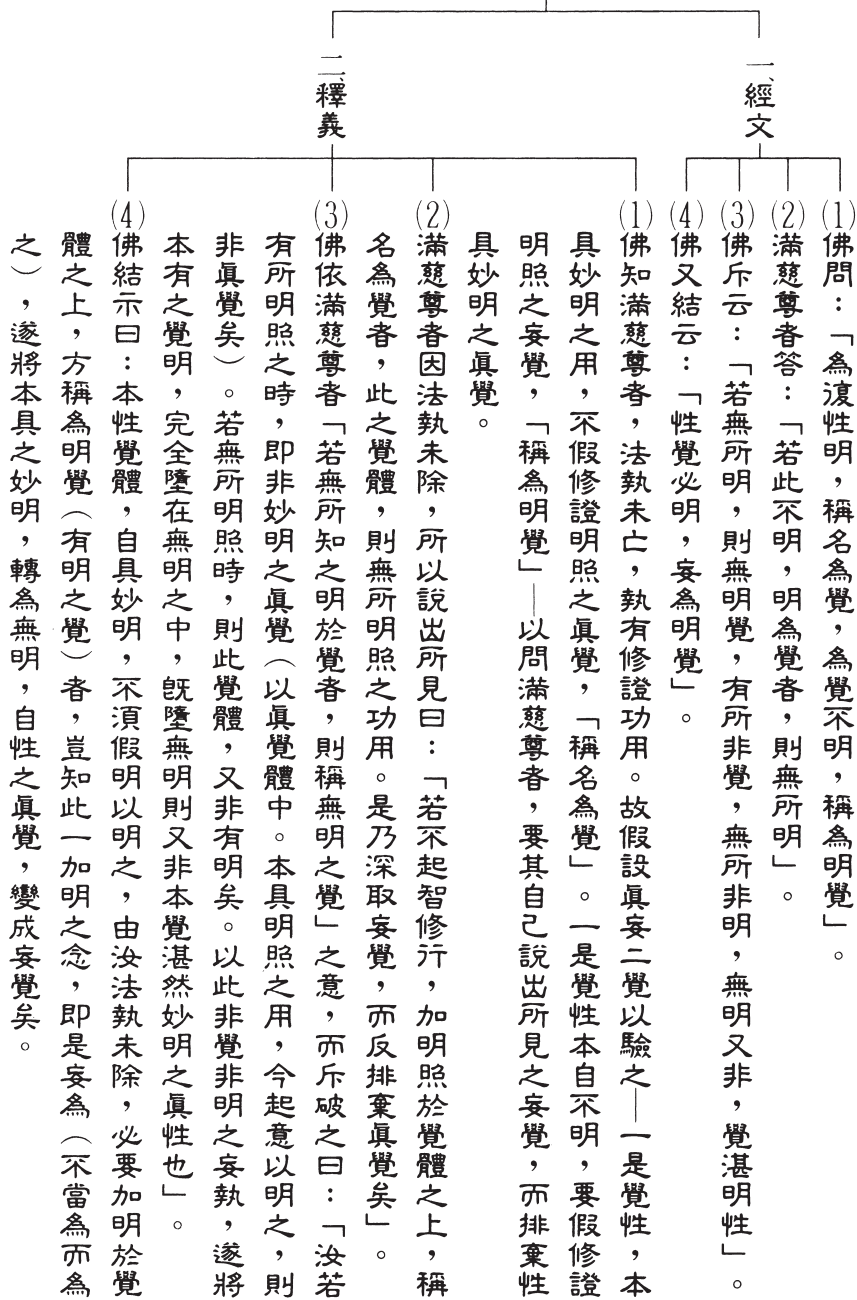 一、經文
(1)佛問：「為復性明，稱名為覺，為覺不明，稱為明覺」。
(2)滿慈尊者答：「若此不明，明為覺者，則無所明」。
(3)佛斥云：「若無所明，則無明覺，有所非覺，無所非明，無明又非，覺湛明性」。
(4)佛又結云：「性覺必明，妄為明覺」。
二、釋義
(1)佛知滿慈尊者，法執未亡，執有修證功用。故假設眞妄二覺以驗之─一是覺性，本
具妙明之用，不假修證明照之眞覺，「稱名為覺」。一是覺性本自不明，要假修證
明照之妄覺，「稱為明覺」─以問滿慈尊者，要其自己說出所見之妄覺，而排棄性
具妙明之眞覺。
(2)滿慈尊者因法執未除，所以說出所見曰：「若不起智修行，加明照於覺體之上，稱
名為覺者，此之覺體，則無所明照之功用。是乃深取妄覺，而反排棄眞覺矣」。
(3)佛依滿慈尊者「若無所知之明於覺者，則稱無明之覺」之意，而斥破之曰：「汝若
有所明照之時，即非妙明之眞覺（以眞覺體中。本具明照之用，今起意以明之，則
非眞覺矣）。若無所明照時，則此覺體，又非有明矣。以此非覺非明之妄執，遂將
本有之覺明，完全墮在無明之中，既墮無明則又非本覺湛然妙明之眞性也」。
(4)佛結示曰：本性覺體，自具妙明，不須假明以明之，由汝法執未除，必要加明於覺
體之上，方稱為明覺（有明之覺）者，豈知此一加明之念，即是妄為（不當為而為
之），遂將本具之妙明，轉為無明，自性之眞覺，變成妄覺矣。